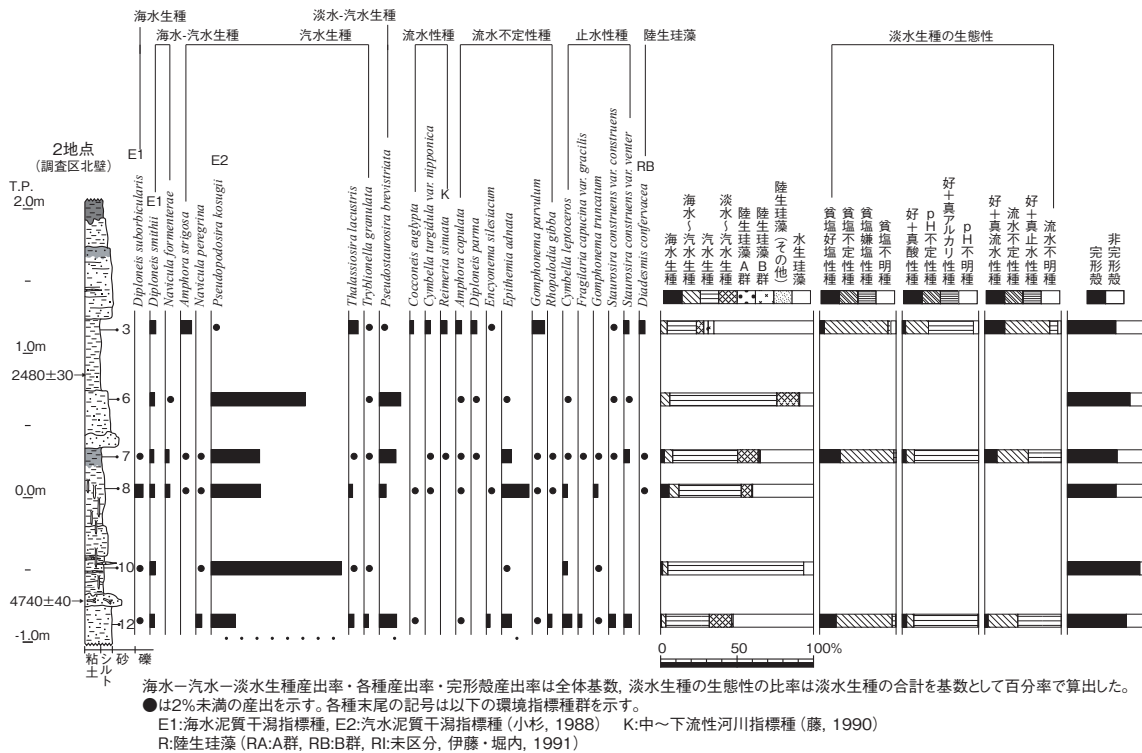 海水生種
淡水-汽水生種
海水-汽水生種
汽水生種
流水性種
流水不定性種
止水性種
陸生珪藻
淡水生種の生態性
2地点
(調査区北壁)
T.P.
2.0m
1.0m
2480±30
0.0m
4740±40
-1.0m
粘土
シルト
砂
礫
3
6
7
8
10
12
E1
E1
E2
K
RB
Diploneis suborbicularis
Diploneis smithii
Navicula formenterae
Amphora strigosa
Navicula peregrina
Pseudopodosira kosugii
Thalassiosira lacustris
Tryblionella granulata
Pseudostaurosira brevistriata
Cocconeis euglypta
Cymbella turgidula var. nipponica
Reimeria sinuata
Amphora copulata
Diploneis parma
Encyonema silesiacum
Epithemia adnata
Gomphonema parvulum
Rhopalodia gibba
Cymbella leptoceros
Fragilaria capucina var. gracilis
Gomphonema truncatum
Staurosira construens var. construens
Staurosira construens var. venter
Diadesmis confervacea
海水生種
海水〜汽水生種
汽水生種
淡水〜汽水生種
陸生珪藻A群
陸生珪藻B群
陸生珪藻(その他)
水生珪藻
貧塩好塩性種
貧塩不定性種
貧塩嫌塩性種
貧塩不明種
好+真酸性種
pH不定性種
好+真アルカリ性種
pH不明種
好+真流水性種
流水不定性種
好+真止水性種
流水不明種
完形殻
非完形殻
0 50 100%
海水ー汽水ー淡水生種産出率・各種産出率・完形殻産出率は全体基数, 淡水生種の生態性の比率は淡水生種の合計を基数として百分率で算出した。
●は2%未満の産出を示す。各種末尾の記号は以下の環境指標種群を示す。
E1:海水泥質干潟指標種, E2:汽水泥質干潟指標種 (小杉, 1988) K:中〜下流性河川指標種 (藤, 1990)
R:陸生珪藻 (RA:A群, RB:B群, RI:未区分, 伊藤・堀内, 1991)